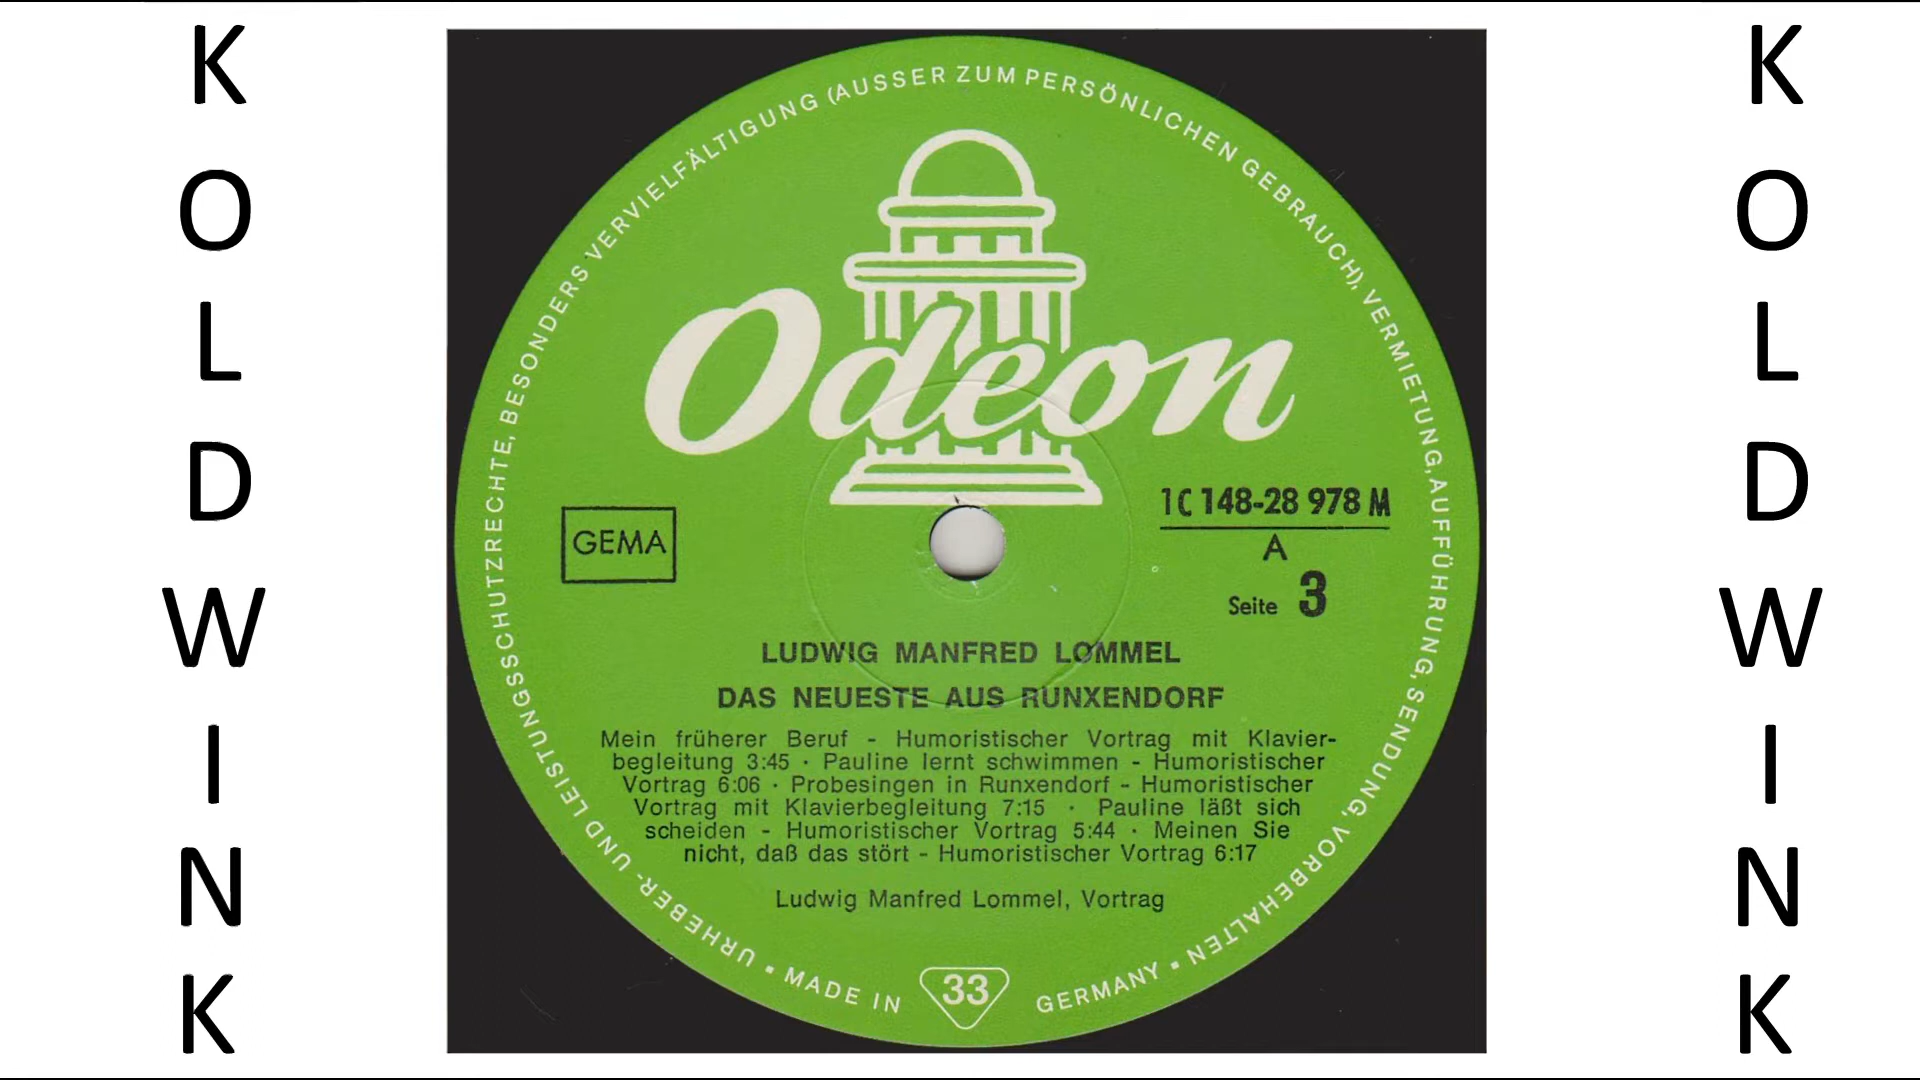 K
O
L
D
W
I
N
K
URHEBER- UND LEISTUNGSSCHUTZRECHTE, BESONDERS VERVIELFÄLTIGUNG (AUSSER ZUM PERSÖNLICHEN GEBRAUCH), VERMIETUNG, AUFFÜHRUNG, SENDUNG, VORBEHALTEN
Odeon
GEMA
1C 148-28 978 M
A
Seite 3
LUDWIG MANFRED LOMMEL
DAS NEUESTE AUS RUNXENDORF
Mein früherer Beruf - Humoristischer Vortrag mit Klavier-
begleitung 3:45 · Pauline lernt schwimmen - Humoristischer
Vortrag 6:06 · Probesingen in Runxendorf - Humoristischer
Vortrag mit Klavierbegleitung 7:15 · Pauline läßt sich
scheiden - Humoristischer Vortrag 5:44 · Meinen Sie
nicht, daß das stört - Humoristischer Vortrag 6:17
Ludwig Manfred Lommel, Vortrag
▪ MADE IN 33 GERMANY ▪
K
O
L
D
W
I
N
K